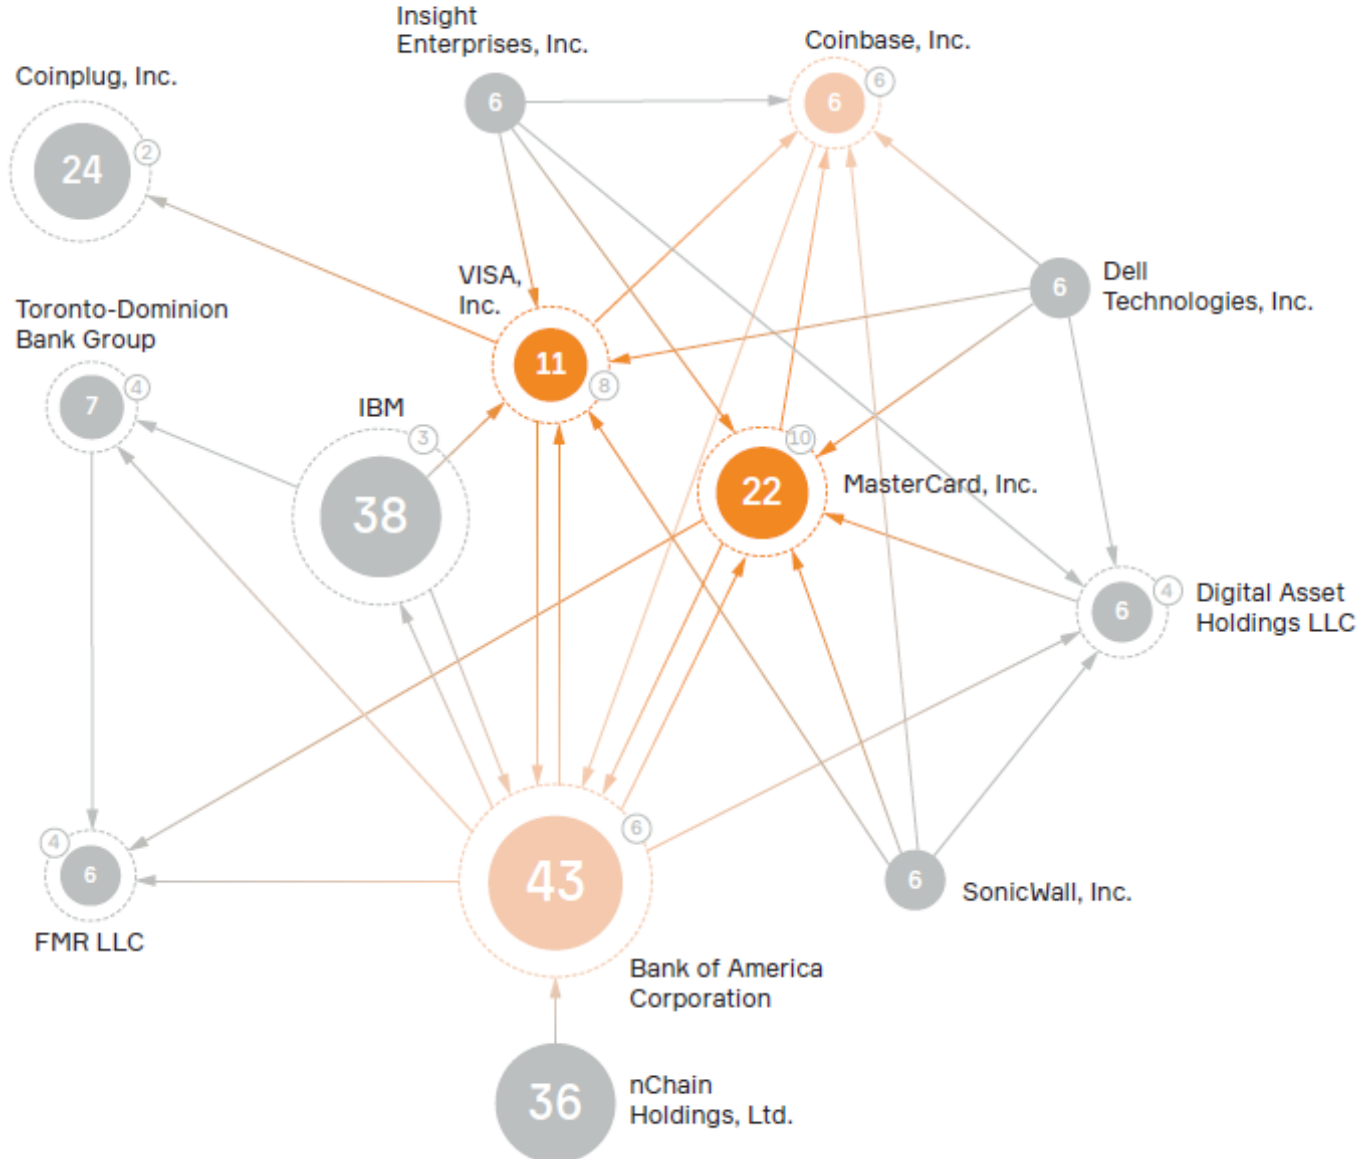 Insight
Enterprises, Inc.
6
Coinbase, Inc.
6
6
Coinplug, Inc.
24
2
VISA,
Inc.
11
8
Dell
Technologies, Inc.
6
Toronto-Dominion
Bank Group
7
4
IBM
38
3
MasterCard, Inc.
22
10
Digital Asset
Holdings LLC
6
4
FMR LLC
6
4
Bank of America
Corporation
43
6
SonicWall, Inc.
6
nChain
Holdings, Ltd.
36